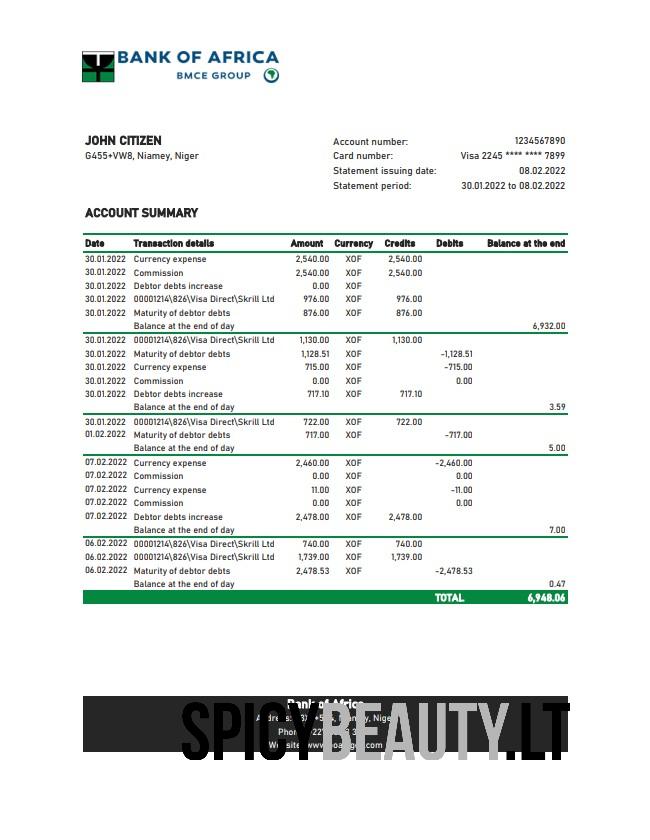 BANK OF AFRICA
BMCE GROUP
JOHN CITIZEN
G455+VW8, Niamey, Niger
Account number: 1234567890
Card number: Visa 2245 **** **** 7899
Statement issuing date: 08.02.2022
Statement period: 30.01.2022 to 08.02.2022
ACCOUNT SUMMARY
Date Transaction details Amount Currency Credits Debits Balance at the end
30.01.2022 Currency expense 2,540.00 XOF 2,540.00
30.01.2022 Commission 2,540.00 XOF 2,540.00
30.01.2022 Debtor debts increase 0.00 XOF
30.01.2022 00001214\826\Visa Direct\Skrill Ltd 976.00 XOF 976.00
30.01.2022 Maturity of debtor debts 876.00 XOF 876.00
Balance at the end of day 6,932.00
30.01.2022 00001214\826\Visa Direct\Skrill Ltd 1,130.00 XOF 1,130.00
30.01.2022 Maturity of debtor debts 1,128.51 XOF -1,128.51
30.01.2022 Currency expense 715.00 XOF -715.00
30.01.2022 Commission 0.00 XOF 0.00
30.01.2022 Debtor debts increase 717.10 XOF 717.10
Balance at the end of day 3.59
30.01.2022 00001214\826\Visa Direct\Skrill Ltd 722.00 XOF 722.00
01.02.2022 Maturity of debtor debts 717.00 XOF -717.00
Balance at the end of day 5.00
07.02.2022 Currency expense 2,460.00 XOF -2,460.00
07.02.2022 Commission 0.00 XOF 0.00
07.02.2022 Currency expense 11.00 XOF -11.00
07.02.2022 Commission 0.00 XOF 0.00
07.02.2022 Debtor debts increase 2,478.00 XOF 2,478.00
Balance at the end of day 7.00
06.02.2022 00001214\826\Visa Direct\Skrill Ltd 740.00 XOF 740.00
06.02.2022 00001214\826\Visa Direct\Skrill Ltd 1,739.00 XOF 1,739.00
06.02.2022 Maturity of debtor debts 2,478.53 XOF -2,478.53
Balance at the end of day 0.47
TOTAL 6,948.06
Bank of Africa
Niamey, Niger
SPICYBEAUTY.LT